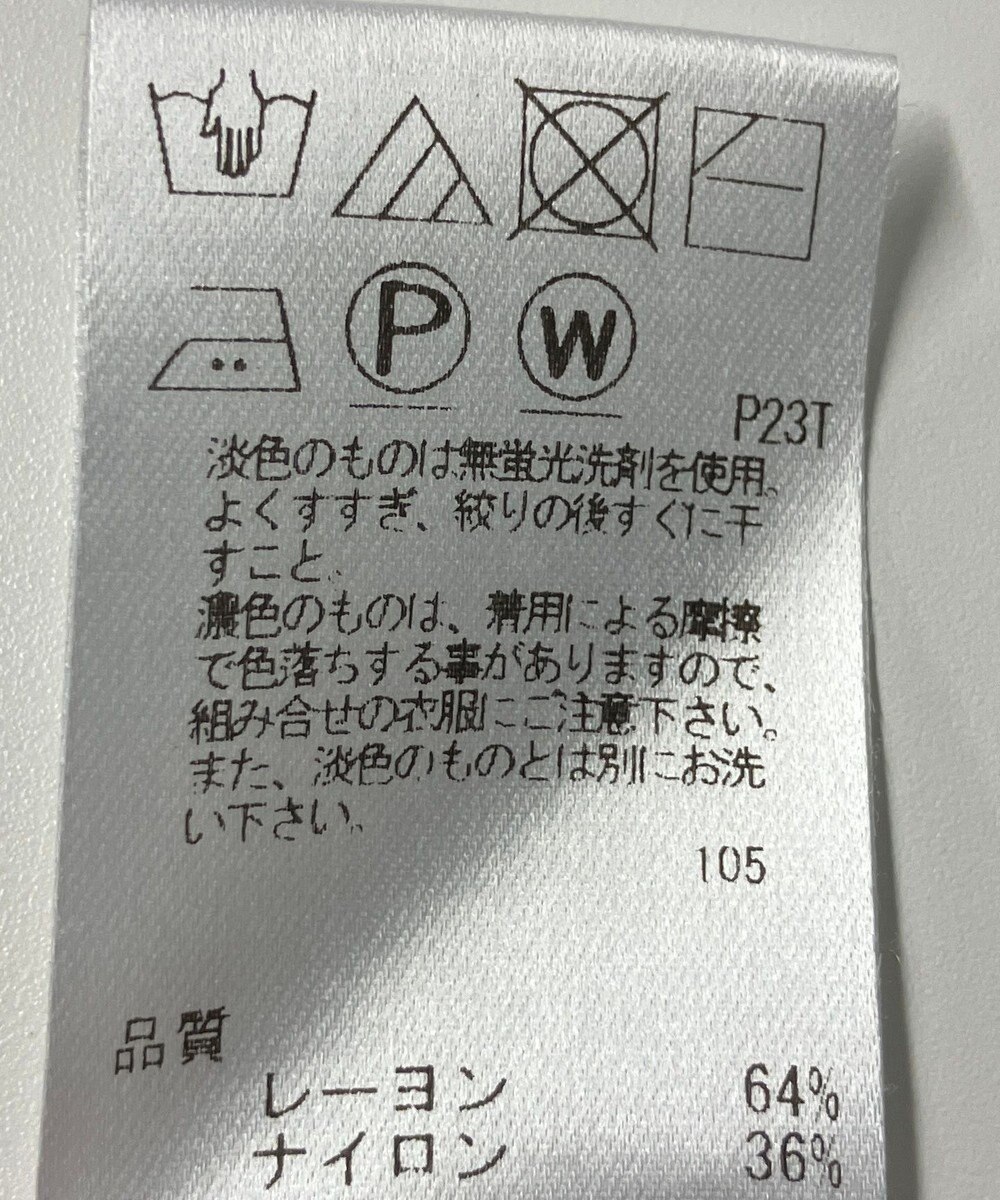 P W
P23T
淡色のものは無蛍光洗剤を使用。
よくすすぎ、絞りの後すぐに干
すこと。
濃色のものは、着用による摩擦
で色落ちする事がありますので、
組み合せの衣服にご注意下さい。
また、淡色のものとは別にお洗
い下さい。
105
品質
レーヨン 64%
ナイロン 36%